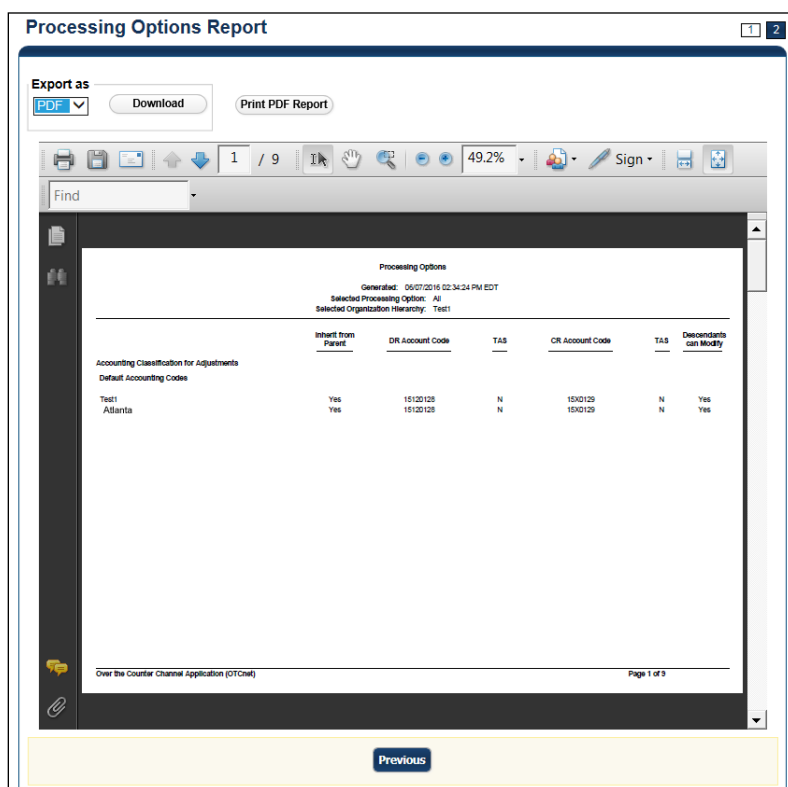 Processing Options Report
1 2
Export as
PDF Download Print PDF Report
1 / 9 49.2% Sign
Find
Processing Options
Generated: 06/07/2016 02:34:24 PM EDT
Selected Processing Option: All
Selected Organization Hierarchy: Test1
Inherit from Parent DR Account Code TAS CR Account Code TAS Descendants can Modify
Accounting Classification for Adjustments
Default Accounting Codes
Test1 Yes 15120128 N 15X0129 N Yes
Atlanta Yes 15120128 N 15X0129 N Yes
Over the Counter Channel Application (OTCnet) Page 1 of 9
Previous